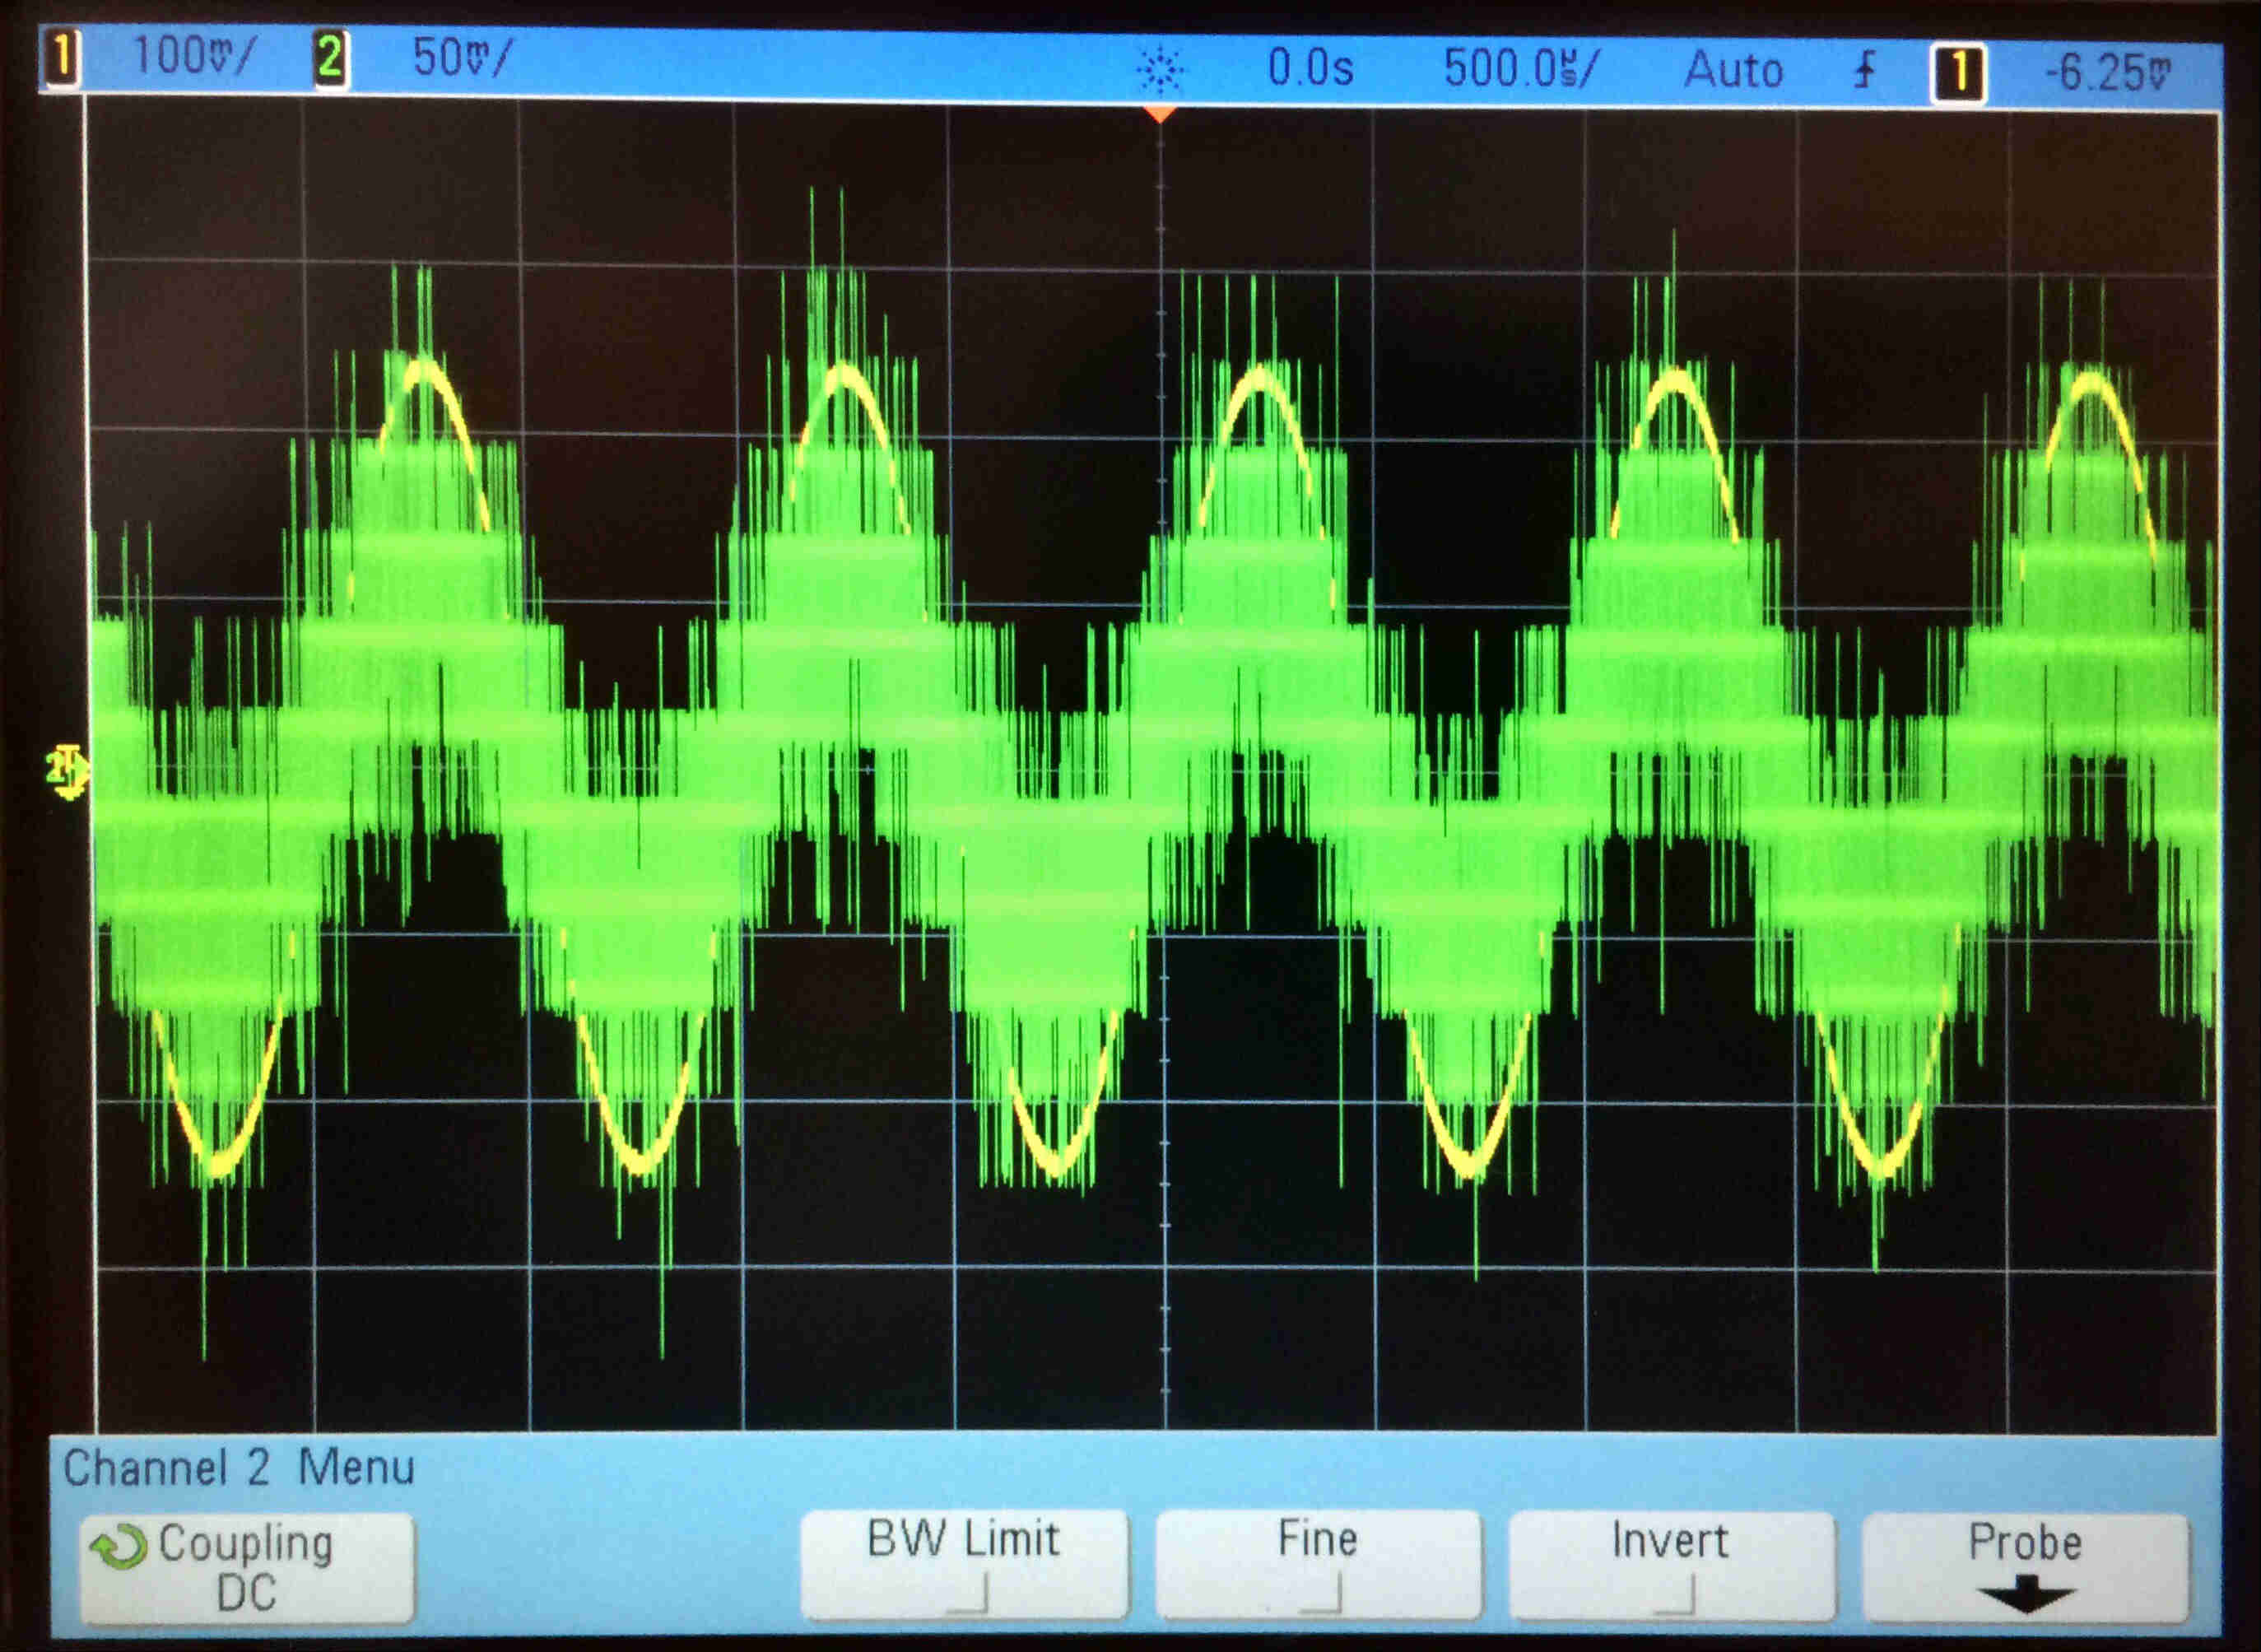 1 100mV/ 2 50mV/ 0.0s 500.0µs/ Auto 1 -6.25mV
Channel 2 Menu
Coupling BW Limit Fine Invert Probe
DC